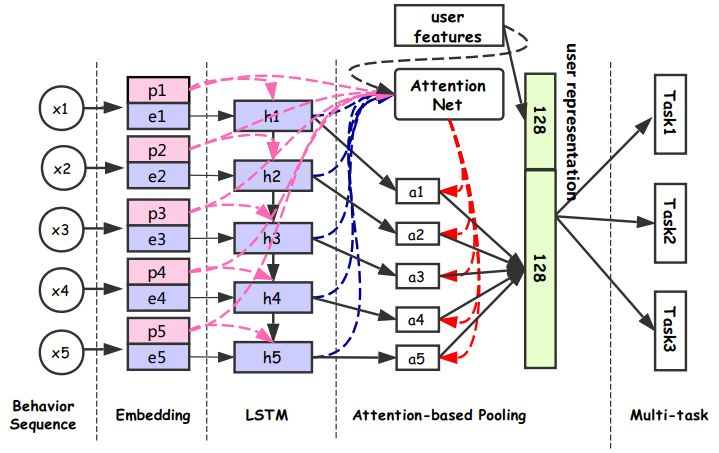 user
features
Attention
Net
user representation
128
128
x1
x2
x3
x4
x5
p1
e1
p2
e2
p3
e3
p4
e4
p5
e5
h1
h2
h3
h4
h5
a1
a2
a3
a4
a5
Task1
Task2
Task3
Behavior
Sequence
Embedding
LSTM
Attention-based Pooling
Multi-task